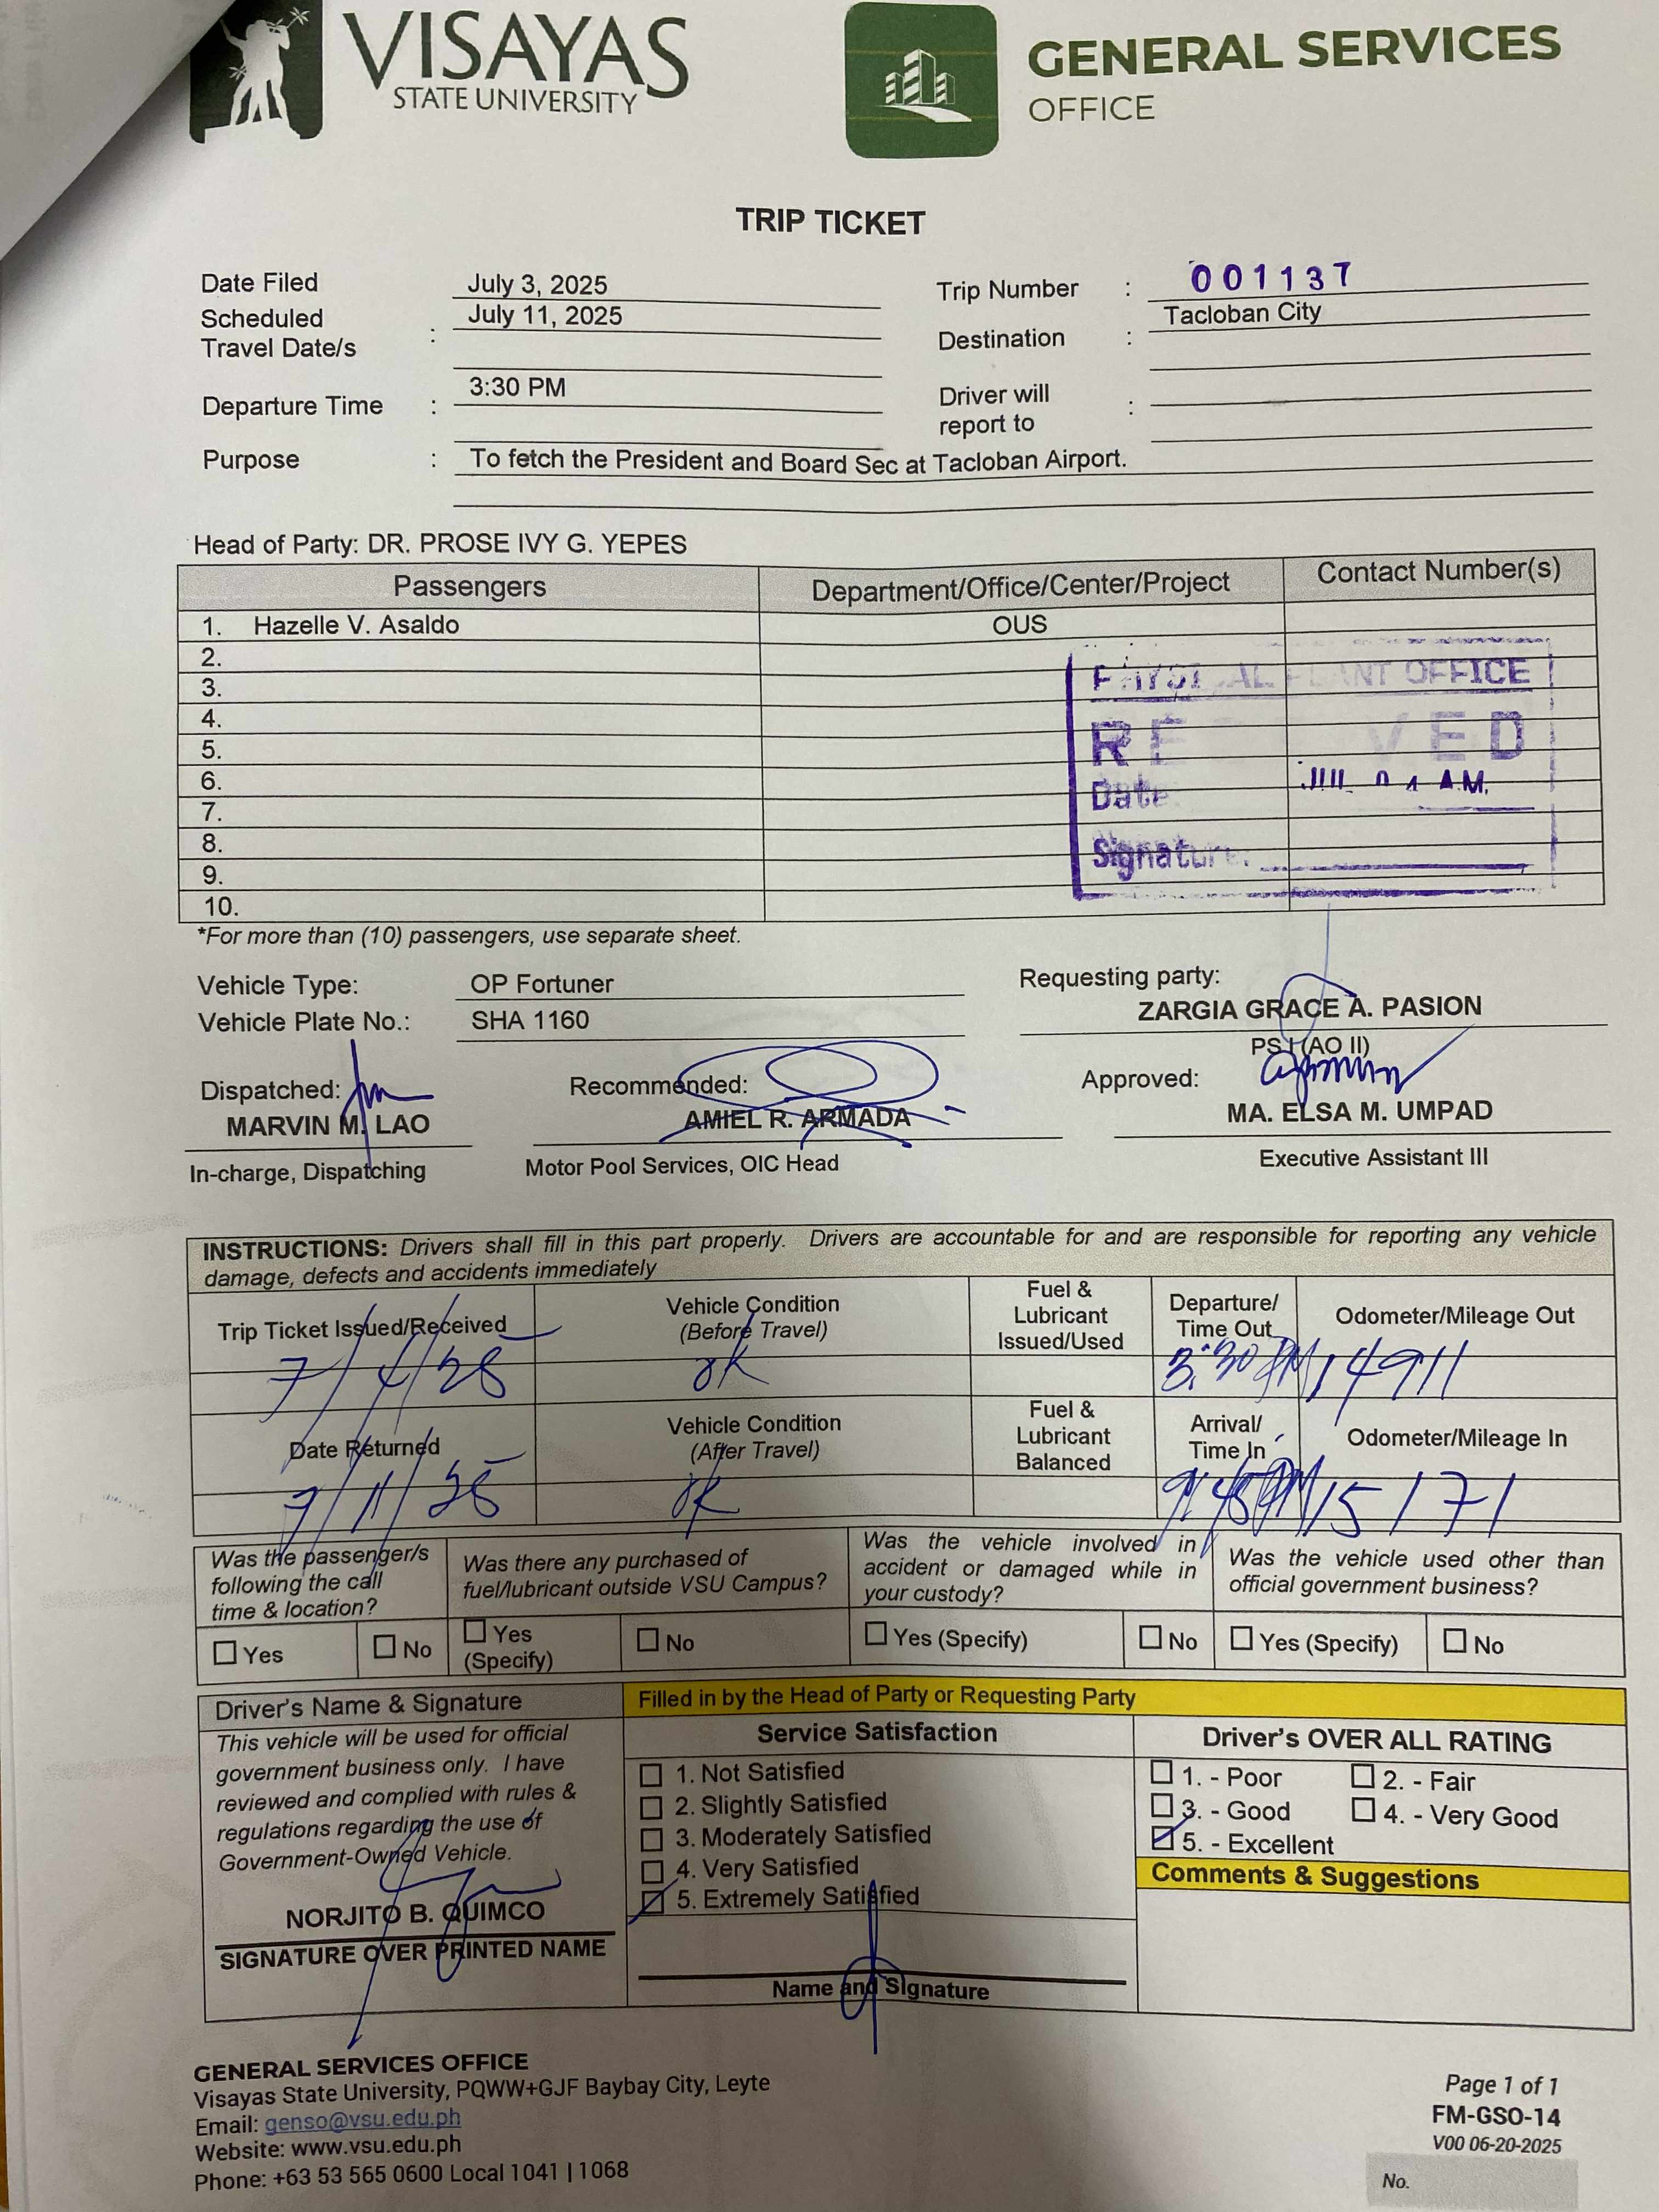 VISAYAS
STATE UNIVERSITY
GENERAL SERVICES
OFFICE
TRIP TICKET
Date Filed July 3, 2025
Trip Number : 001137
Scheduled
Travel Date/s : July 11, 2025
Destination : Tacloban City
Departure Time : 3:30 PM
Driver will
report to :
Purpose : To fetch the President and Board Sec at Tacloban Airport.
Head of Party: DR. PROSE IVY G. YEPES
Passengers Department/Office/Center/Project Contact Number(s)
1. Hazelle V. Asaldo OUS
2.
3.
4.
5.
6.
7.
8.
9.
10.
PLANT OFFICE
Date
Signature:
*For more than (10) passengers, use separate sheet.
Vehicle Type: OP Fortuner
Vehicle Plate No.: SHA 1160
Requesting party:
ZARGIA GRACE A. PASION
PS I (AO II)
Dispatched:
MARVIN M. LAO
In-charge, Dispatching
Recommended:
AMIEL R. ARMADA
Motor Pool Services, OIC Head
Approved:
MA. ELSA M. UMPAD
Executive Assistant III
INSTRUCTIONS: Drivers shall fill in this part properly. Drivers are accountable for and are responsible for reporting any vehicle
damage, defects and accidents immediately
Trip Ticket Issued/Received
Vehicle Condition
(Before Travel)
Fuel &
Lubricant
Issued/Used
Departure/
Time Out
Odometer/Mileage Out
7/4/25 OK 3:30 PM 14911
Date Returned
Vehicle Condition
(After Travel)
Fuel &
Lubricant
Balanced
Arrival/
Time In
Odometer/Mileage In
7/11/25 OK 9:45 PM 15171
Was the passenger/s
following the call
time & location?
Was there any purchased of
fuel/lubricant outside VSU Campus?
Was the vehicle involved in
accident or damaged while in
your custody?
Was the vehicle used other than
official government business?
☐ Yes ☐ No ☐ Yes
(Specify) ☐ No ☐ Yes (Specify) ☐ No ☐ Yes (Specify) ☐ No
Driver's Name & Signature
This vehicle will be used for official
government business only. I have
reviewed and complied with rules &
regulations regarding the use of
Government-Owned Vehicle.
NORJITO B. QUIMCO
SIGNATURE OVER PRINTED NAME
Filled in by the Head of Party or Requesting Party
Service Satisfaction
☐ 1. Not Satisfied
☐ 2. Slightly Satisfied
☐ 3. Moderately Satisfied
☐ 4. Very Satisfied
☑ 5. Extremely Satisfied
Name and Signature
Driver's OVER ALL RATING
☐ 1. - Poor ☐ 2. - Fair
☐ 3. - Good ☐ 4. - Very Good
☑ 5. - Excellent
Comments & Suggestions
GENERAL SERVICES OFFICE
Visayas State University, PQWW+GJF Baybay City, Leyte
Email: genso@vsu.edu.ph
Website: www.vsu.edu.ph
Phone: +63 53 565 0600 Local 1041 | 1068
Page 1 of 1
FM-GSO-14
V00 06-20-2025
No.